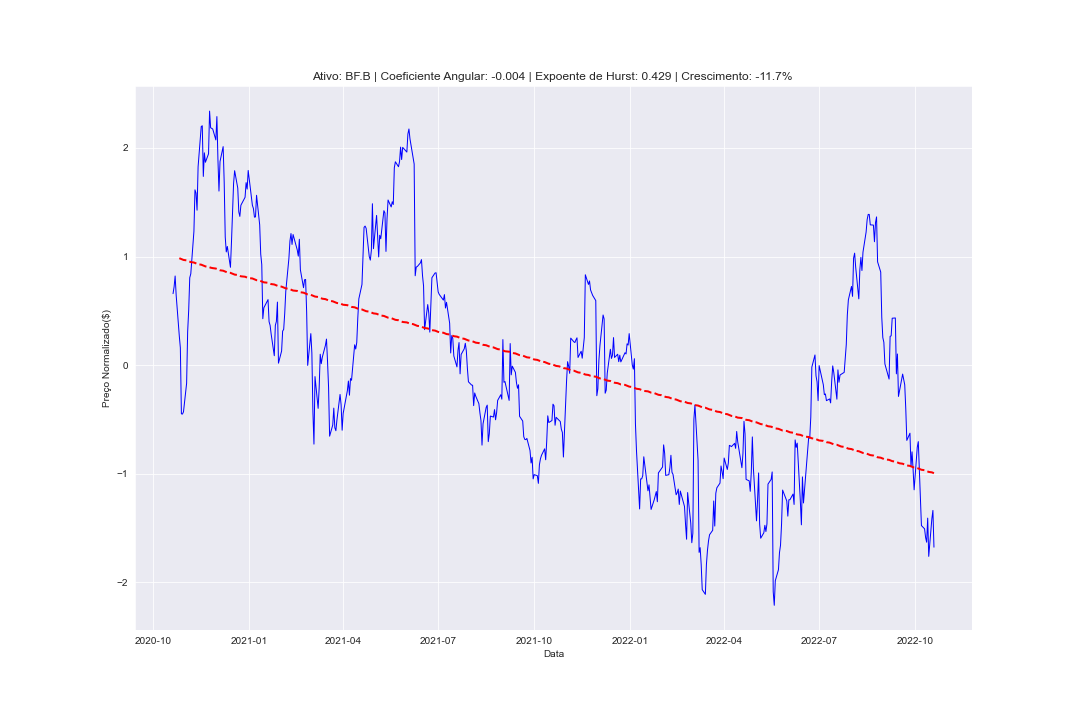 Ativo: BF.B | Coeficiente Angular: -0.004 | Expoente de Hurst: 0.429 | Crescimento: -11.7%
Preço Normalizado($)
2
1
0
−1
−2
2020-10 2021-01 2021-04 2021-07 2021-10 2022-01 2022-04 2022-07 2022-10
Data